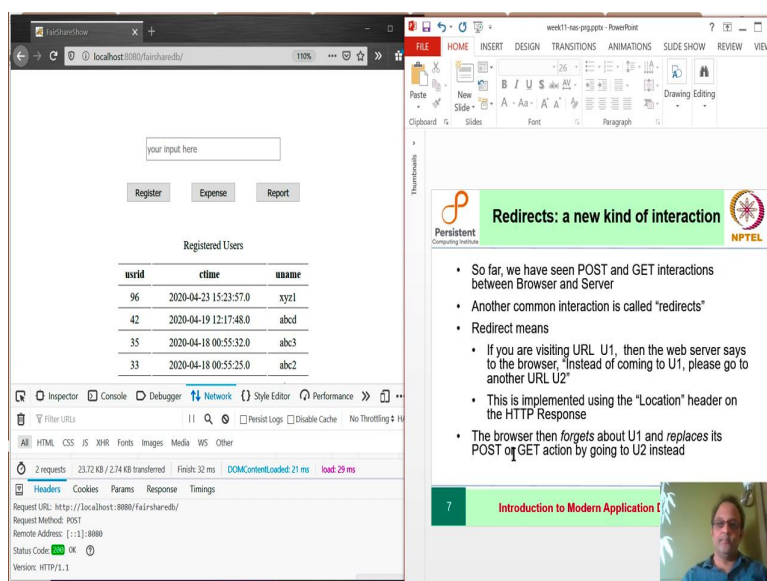 FairShareShow
localhost:8080/fairsharedb/
110%
your input here
Register Expense Report
Registered Users
usrid ctime uname
96 2020-04-23 15:23:57.0 xyz1
42 2020-04-19 12:17:48.0 abcd
35 2020-04-18 00:55:32.0 abc3
33 2020-04-18 00:55:25.0 abc2
Inspector Console Debugger Network Style Editor Performance
Filter URLs Persist Logs Disable Cache No Throttling
All HTML CSS JS XHR Fonts Images Media WS Other
2 requests 23.72 KB / 2.74 KB transferred Finish: 32 ms DOMContentLoaded: 21 ms load: 29 ms
Headers Cookies Params Response Timings
Request URL: http://localhost:8080/fairsharedb/
Request Method: POST
Remote Address: [::1]:8080
Status Code: 200 OK
Version: HTTP/1.1
week11-nas-prg.pptx - PowerPoint
FILE HOME INSERT DESIGN TRANSITIONS ANIMATIONS SLIDE SHOW REVIEW
Paste New Slide B I U S abc AV 26 Aa A A Drawing Editing
Clipboard Slides Font Paragraph
Thumbnails
Persistent
Computing Institute
Redirects: a new kind of interaction
NPTEL
• So far, we have seen POST and GET interactions
between Browser and Server
• Another common interaction is called “redirects”
• Redirect means
• If you are visiting URL U1, then the web server says
to the browser, “Instead of coming to U1, please go to
another URL U2”
• This is implemented using the “Location” header on
the HTTP Response
• The browser then forgets about U1 and replaces its
POST or GET action by going to U2 instead
7 Introduction to Modern Application